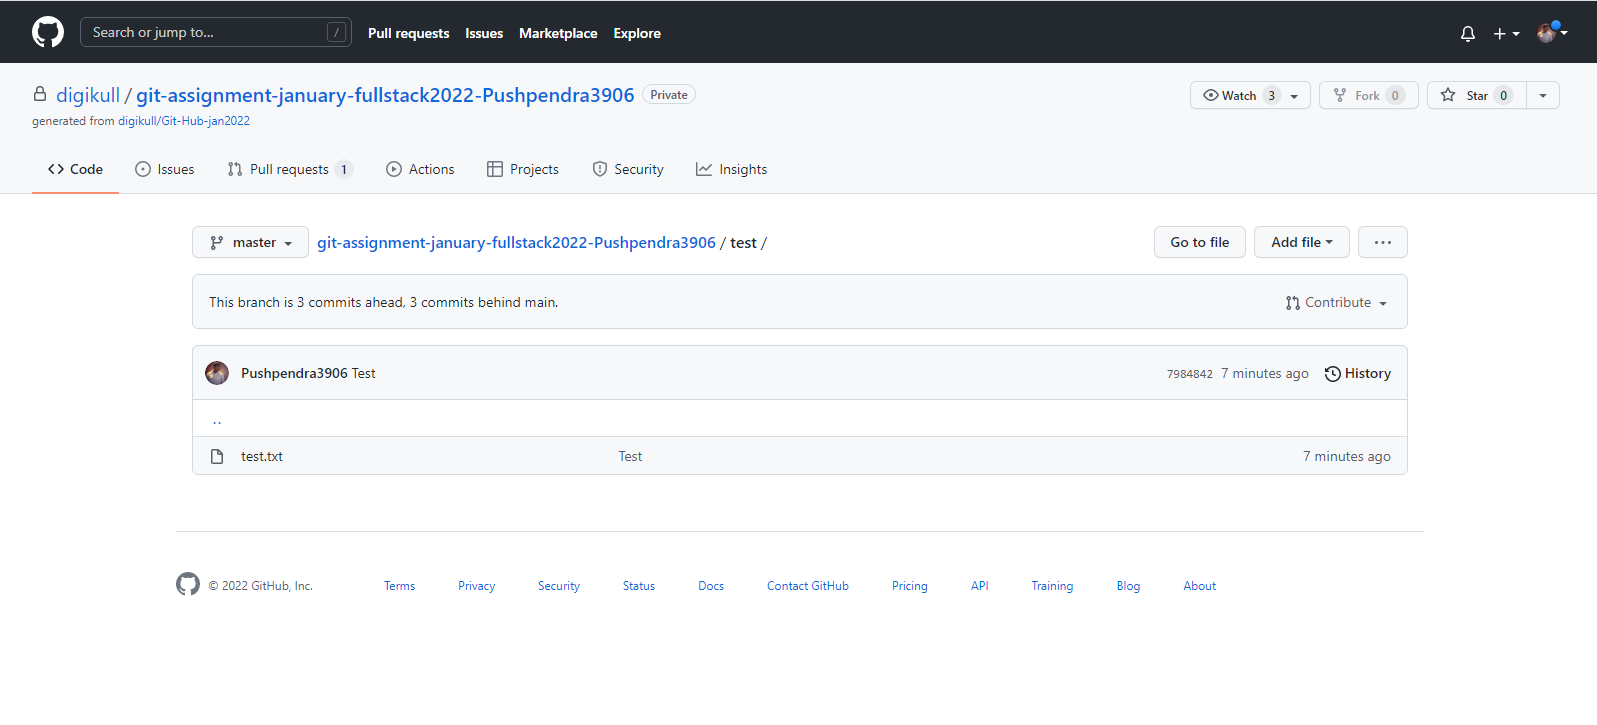 Search or jump to... / Pull requests Issues Marketplace Explore
digikull / git-assignment-january-fullstack2022-Pushpendra3906 Private Watch 3 Fork 0 Star 0
generated from digikull/Git-Hub-jan2022
Code Issues Pull requests 1 Actions Projects Security Insights
master git-assignment-january-fullstack2022-Pushpendra3906 / test / Go to file Add file ...
This branch is 3 commits ahead, 3 commits behind main. Contribute
Pushpendra3906 Test 7984842 7 minutes ago History
..
test.txt Test 7 minutes ago
© 2022 GitHub, Inc. Terms Privacy Security Status Docs Contact GitHub Pricing API Training Blog About